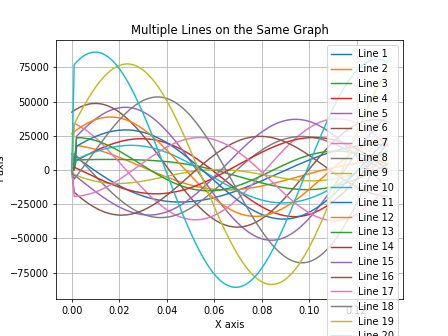 Multiple Lines on the Same Graph
75000
50000
25000
0
−25000
−50000
−75000
0.00
0.02
0.04
0.06
0.08
0.10
X axis
Line 1
Line 2
Line 3
Line 4
Line 5
Line 6
Line 7
Line 8
Line 9
Line 10
Line 11
Line 12
Line 13
Line 14
Line 15
Line 16
Line 17
Line 18
Line 19
Line 20